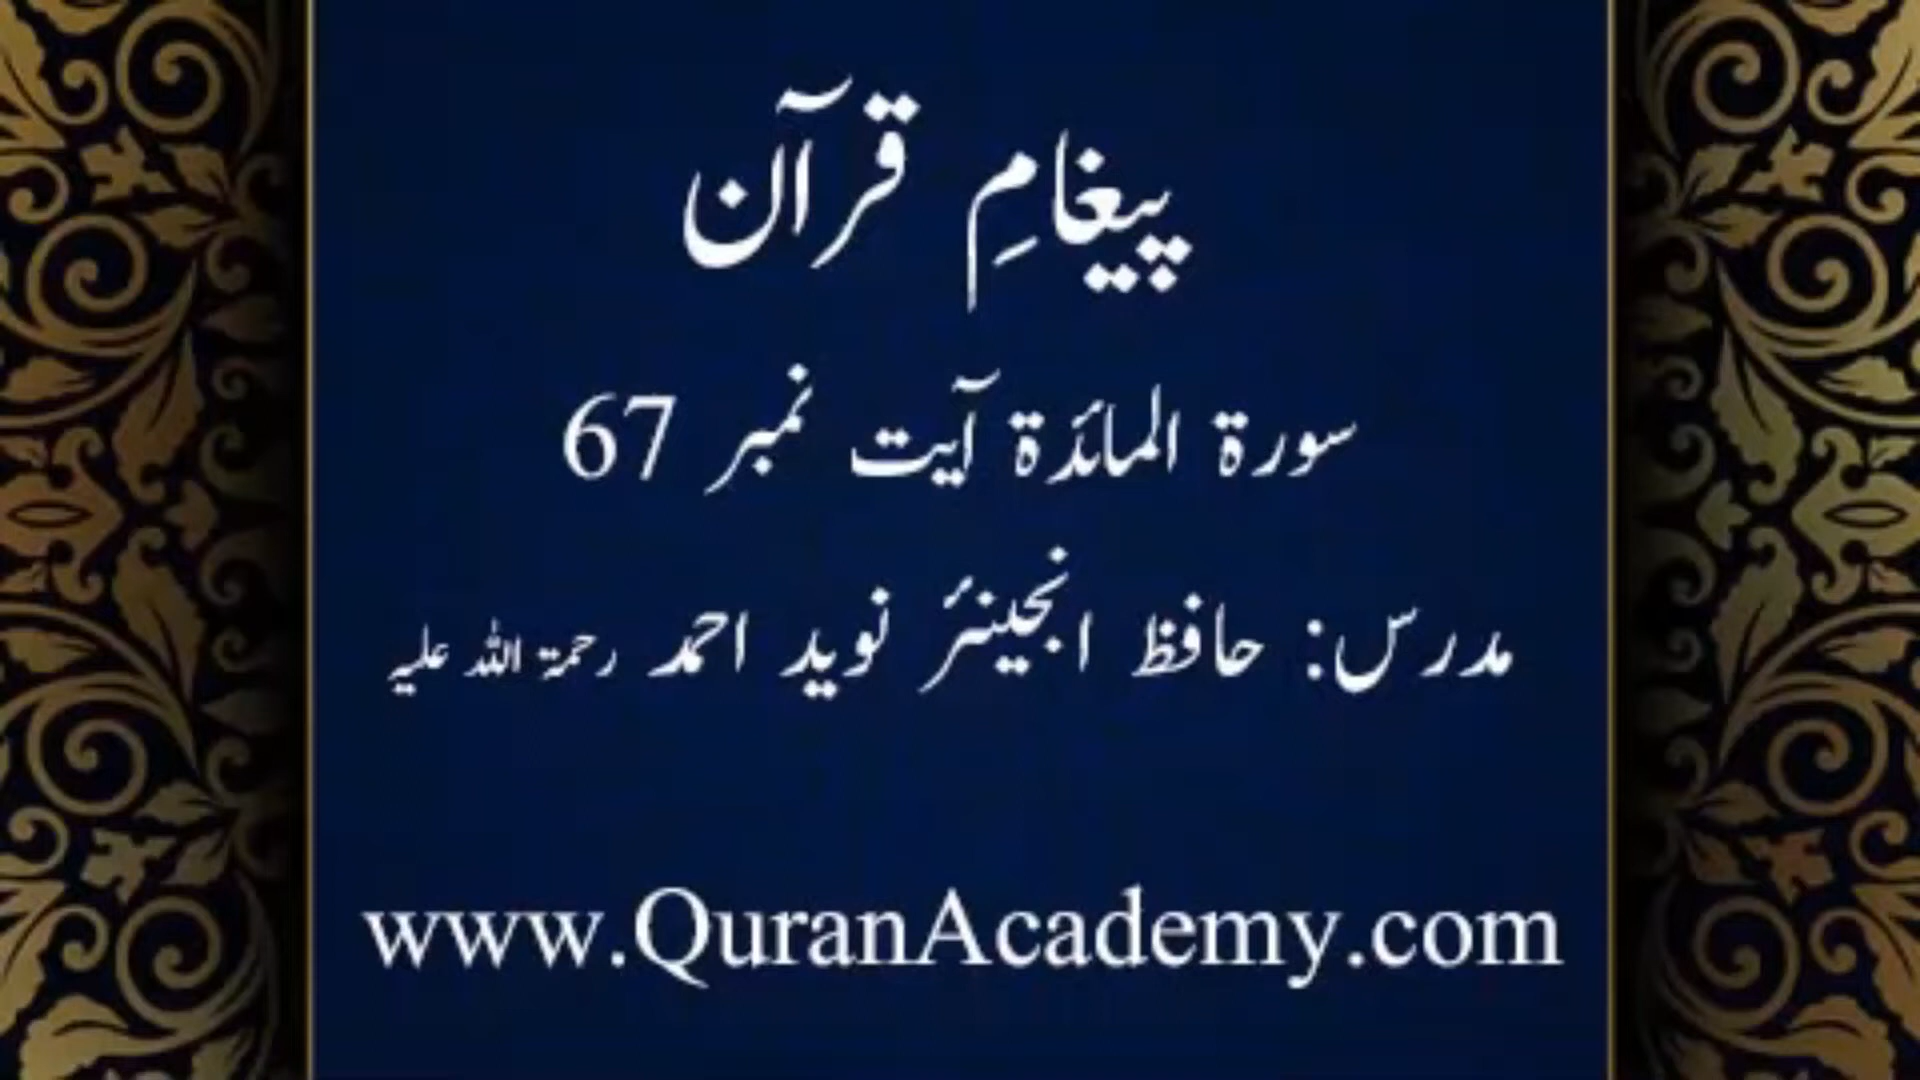 پیغامِ قرآن
سورۃ المائدۃ آیت نمبر 67
مدرس: حافظ انجینئر نوید احمد رحمۃ اللہ علیہ
www.QuranAcademy.com